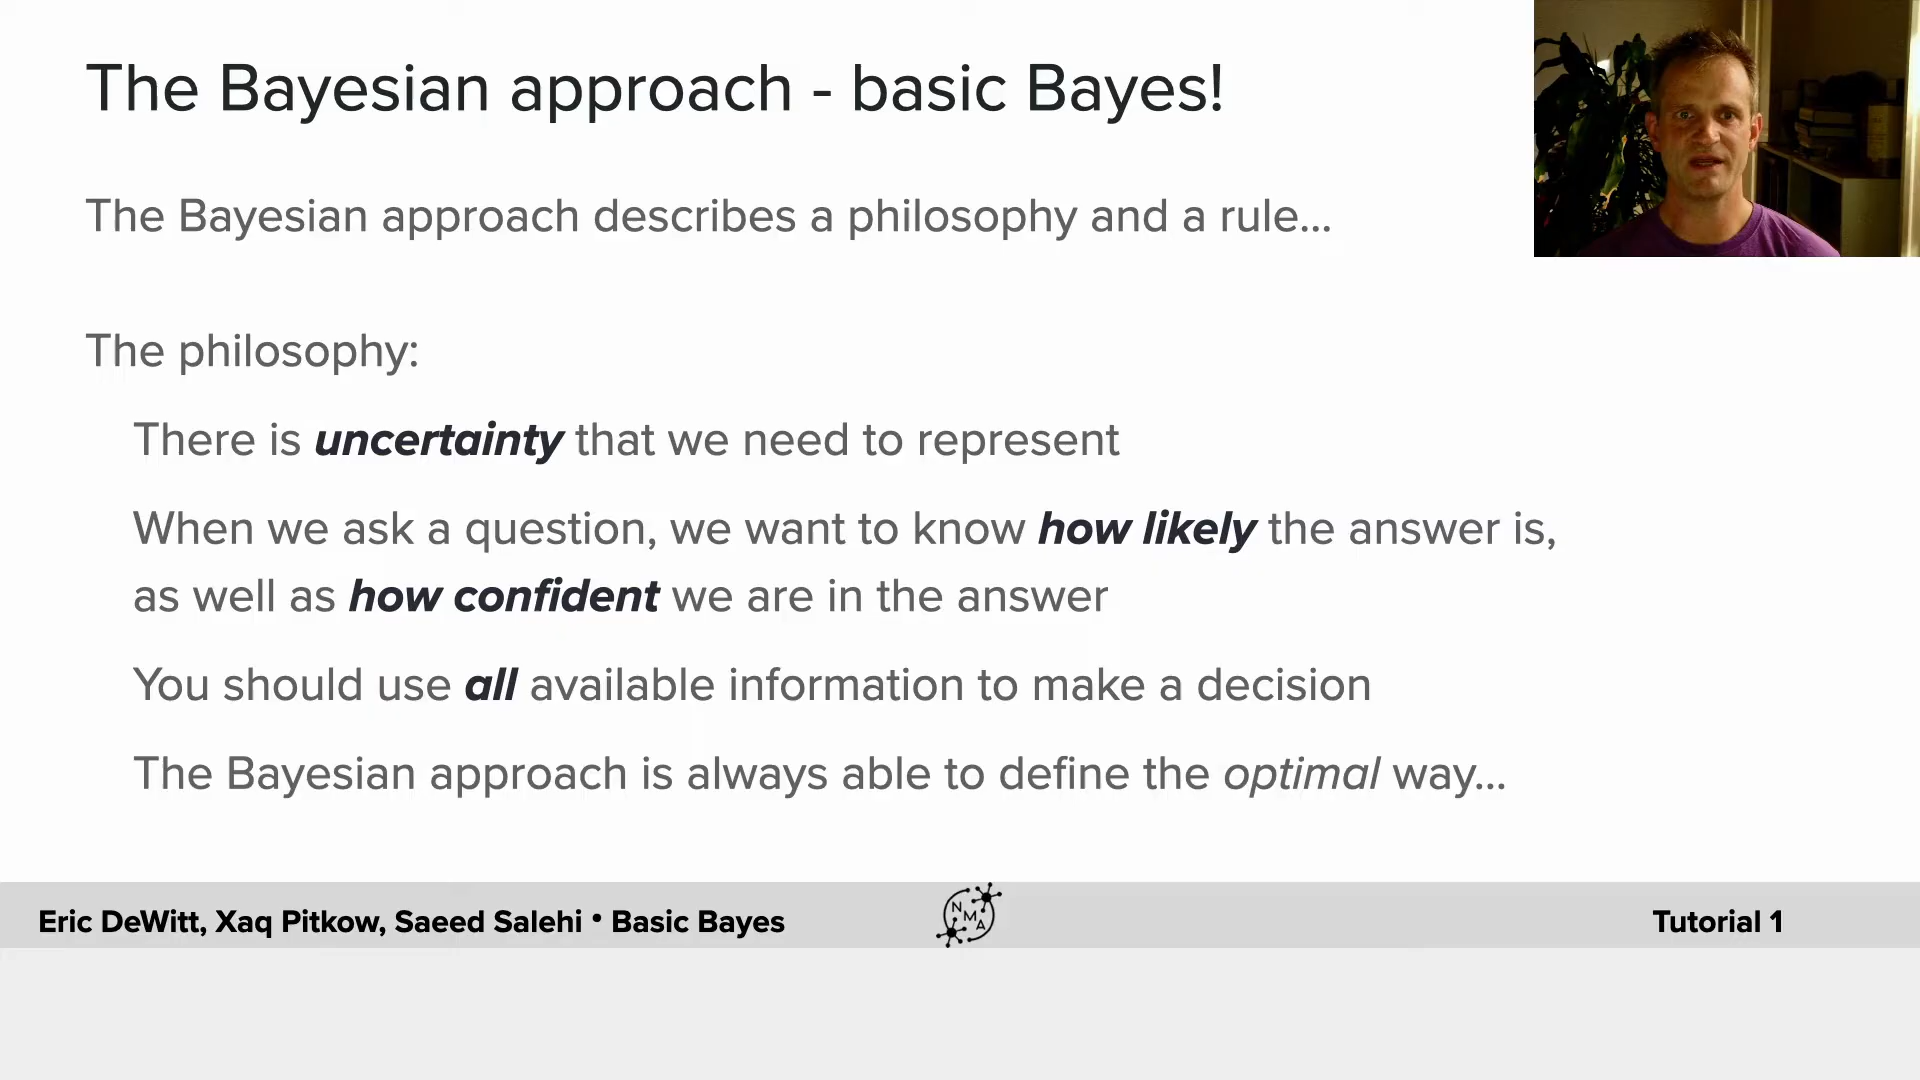 The Bayesian approach - basic Bayes!
The Bayesian approach describes a philosophy and a rule...
The philosophy:
There is uncertainty that we need to represent
When we ask a question, we want to know how likely the answer is,
as well as how confident we are in the answer
You should use all available information to make a decision
The Bayesian approach is always able to define the optimal way...
Eric DeWitt, Xaq Pitkow, Saeed Salehi • Basic Bayes
NMA
Tutorial 1